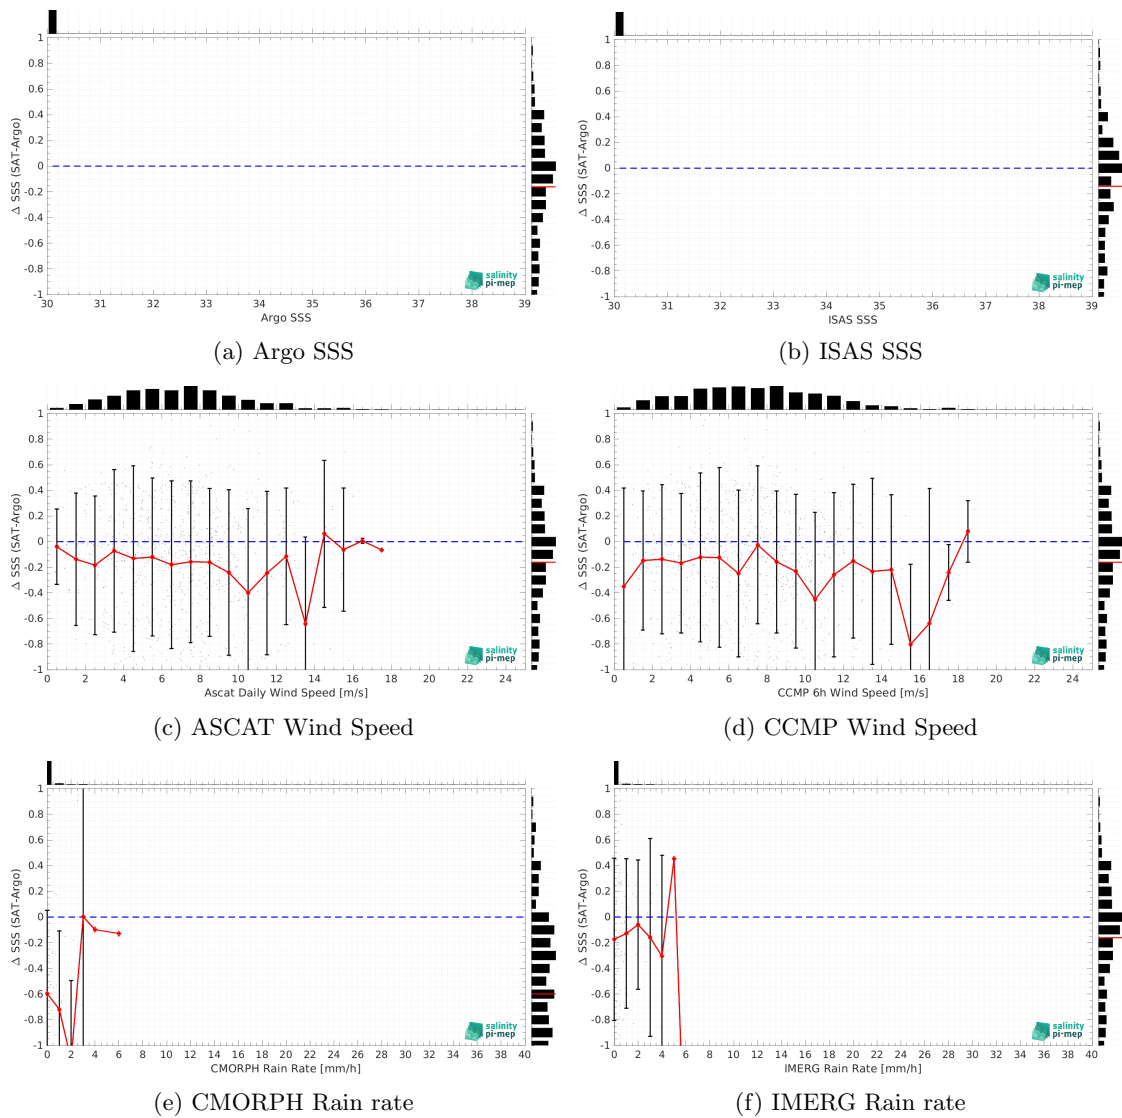 1
0.8
0.6
0.4
0.2
0
-0.2
-0.4
-0.6
-0.8
-1
Δ SSS (SAT-Argo)
30 31 32 33 34 35 36 37 38 39
Argo SSS
salinity
pi-mep
(a) Argo SSS
1
0.8
0.6
0.4
0.2
0
-0.2
-0.4
-0.6
-0.8
-1
Δ SSS (SAT-Argo)
30 31 32 33 34 35 36 37 38 39
ISAS SSS
salinity
pi-mep
(b) ISAS SSS
1
0.8
0.6
0.4
0.2
0
-0.2
-0.4
-0.6
-0.8
-1
Δ SSS (SAT-Argo)
0 2 4 6 8 10 12 14 16 18 20 22 24
Ascat Daily Wind Speed [m/s]
salinity
pi-mep
(c) ASCAT Wind Speed
1
0.8
0.6
0.4
0.2
0
-0.2
-0.4
-0.6
-0.8
-1
Δ SSS (SAT-Argo)
0 2 4 6 8 10 12 14 16 18 20 22 24
CCMP 6h Wind Speed [m/s]
salinity
pi-mep
(d) CCMP Wind Speed
1
0.8
0.6
0.4
0.2
0
-0.2
-0.4
-0.6
-0.8
-1
Δ SSS (SAT-Argo)
0 2 4 6 8 10 12 14 16 18 20 22 24 26 28 30 32 34 36 38 40
CMORPH Rain Rate [mm/h]
salinity
pi-mep
(e) CMORPH Rain rate
1
0.8
0.6
0.4
0.2
0
-0.2
-0.4
-0.6
-0.8
-1
Δ SSS (SAT-Argo)
0 2 4 6 8 10 12 14 16 18 20 22 24 26 28 30 32 34 36 38 40
IMERG Rain Rate [mm/h]
salinity
pi-mep
(f) IMERG Rain rate